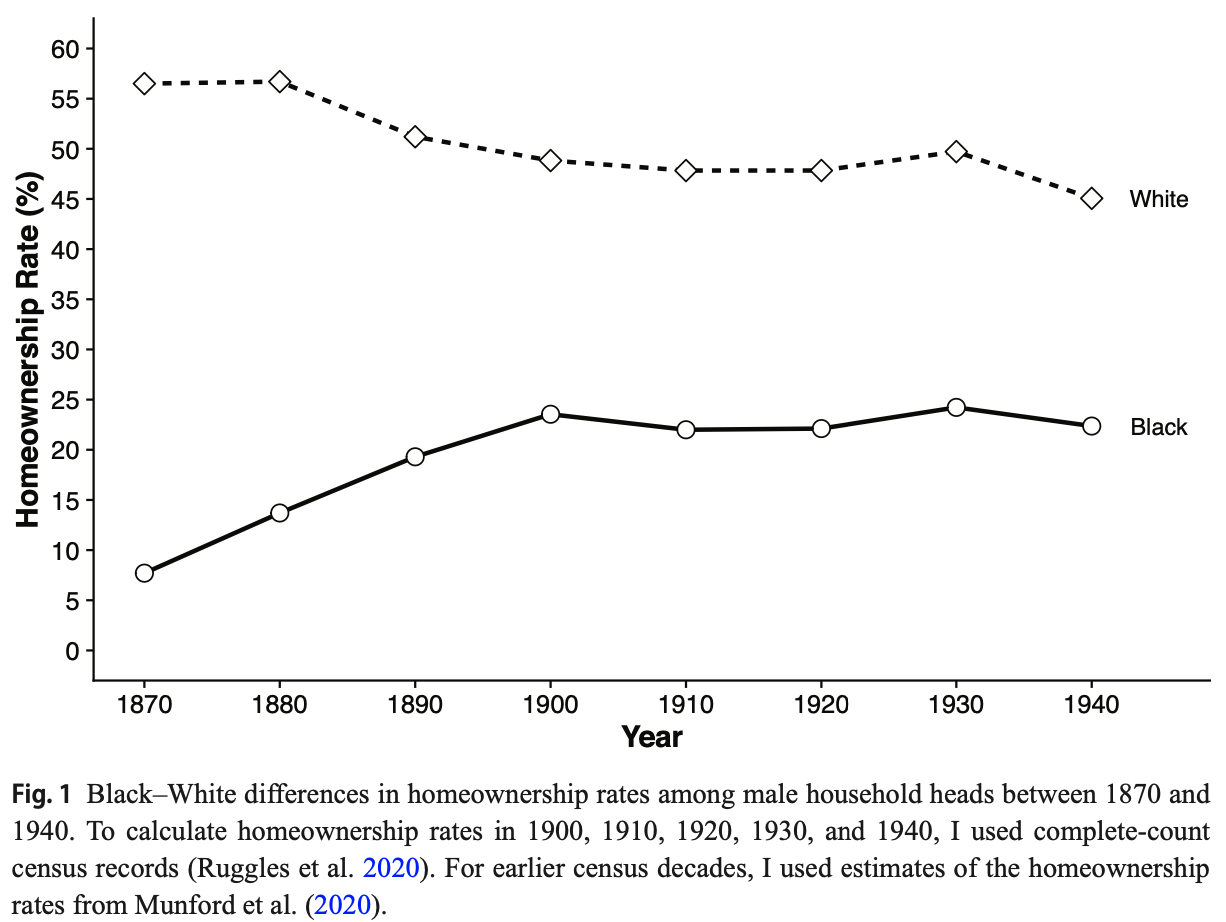 60
55
50
45
40
35
30
25
20
15
10
5
0
Homeownership Rate (%)
White
Black
1870 1880 1890 1900 1910 1920 1930 1940
Year
Fig. 1 Black–White differences in homeownership rates among male household heads between 1870 and
1940. To calculate homeownership rates in 1900, 1910, 1920, 1930, and 1940, I used complete-count
census records (Ruggles et al. 2020). For earlier census decades, I used estimates of the homeownership
rates from Munford et al. (2020).